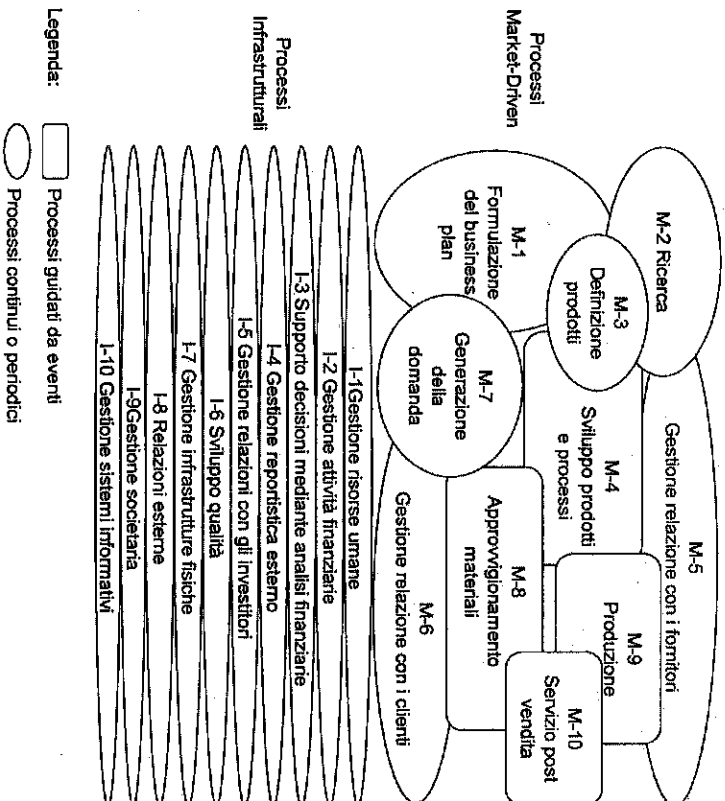 Processi
Market-Driven
M-2 Ricerca
M-5
Gestione relazione con i fornitori
M-1
Formulazione
del business
plan
M-3
Definizione
prodotti
M-4
Sviluppo prodotti
e processi
M-9
Produzione
M-7
Generazione
della
domanda
M-8
Approvvigionamento
materiali
M-10
Servizio post
vendita
M-6
Gestione relazione con i clienti
Processi
Infrastrutturali
I-1Gestione risorse umane
I-2 Gestione attività finanziarie
I-3 Supporto decisioni mediante analisi finanziarie
I-4 Gestione reportistica esterno
I-5 Gestione relazioni con gli investitori
I-6 Sviluppo qualità
I-7 Gestione infrastrutture fisiche
I-8 Relazioni esterne
I-9Gestione societaria
I-10 Gestione sistemi informativi
Legenda:
Processi guidati da eventi
Processi continui o periodici